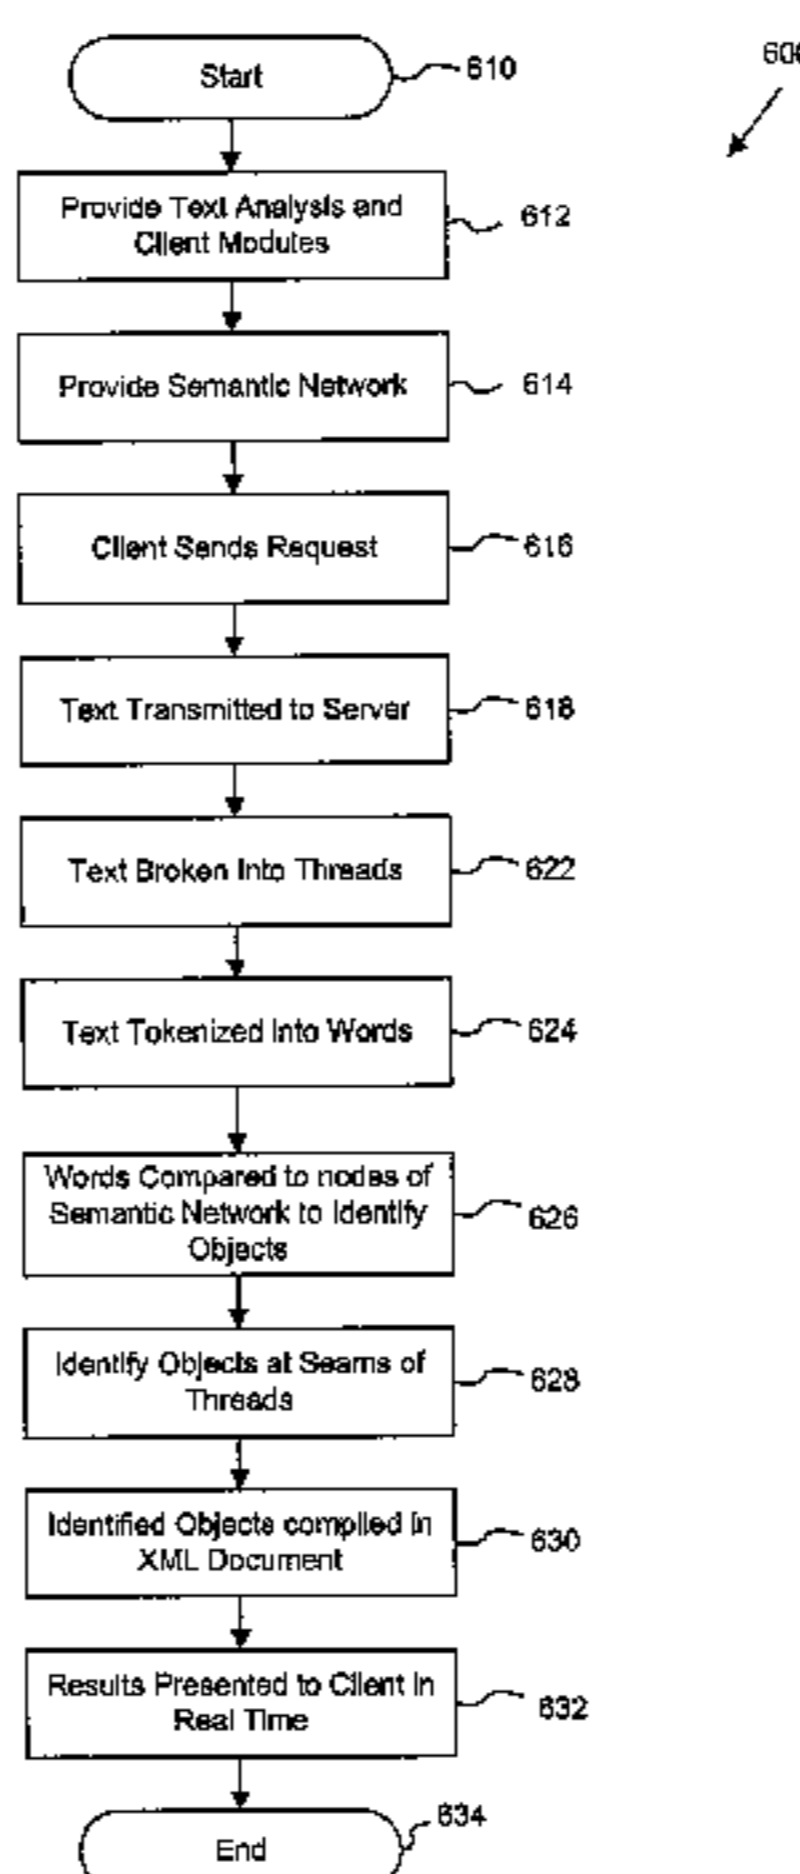 Start
610
600
Provide Text Analysis and
Client Modules
612
Provide Semantic Network
614
Client Sends Request
616
Text Transmitted to Server
618
Text Broken Into Threads
622
Text Tokenized Into Words
624
Words Compared to nodes of
Semantic Network to Identify
Objects
626
Identify Objects at Seams of
Threads
628
Identified Objects compiled in
XML Document
630
Results Presented to Client in
Real Time
632
634
End